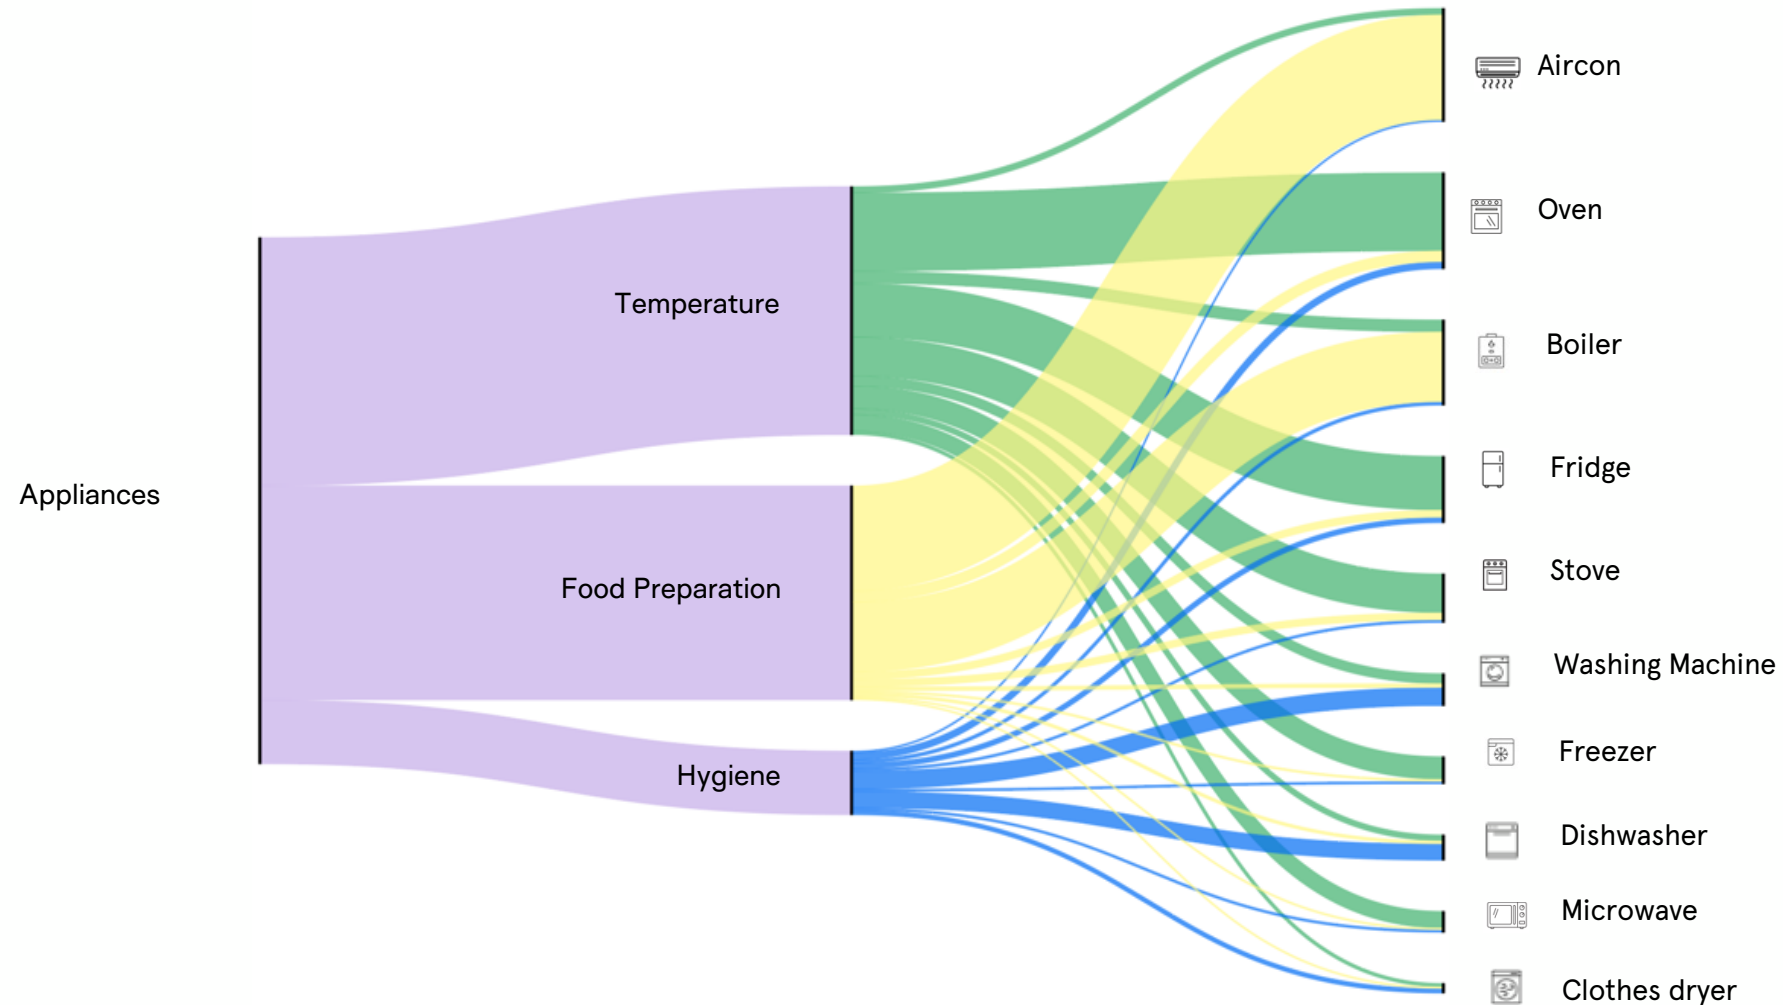 Aircon
Oven
Temperature
Boiler
Fridge
Appliances
Stove
Food Preparation
Washing Machine
Freezer
Hygiene
Dishwasher
Microwave
Clothes dryer